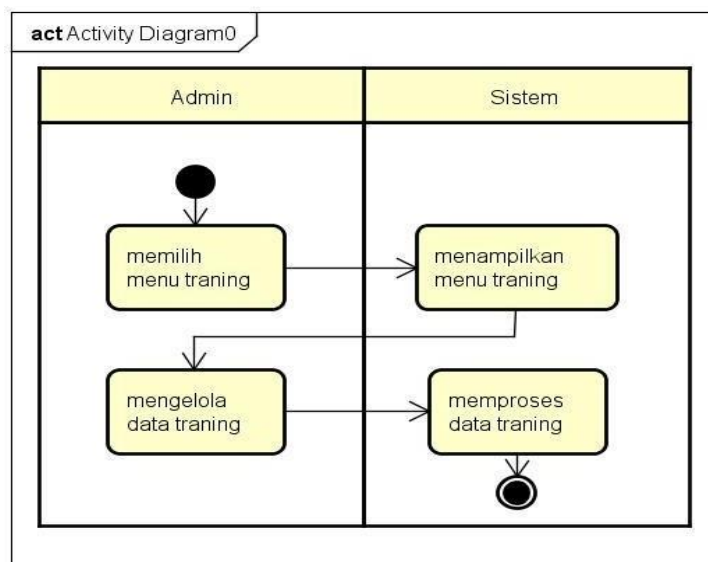 act Activity Diagram0
Admin
Sistem
memilih
menu traning
menampilkan
menu traning
mengelola
data traning
memproses
data traning